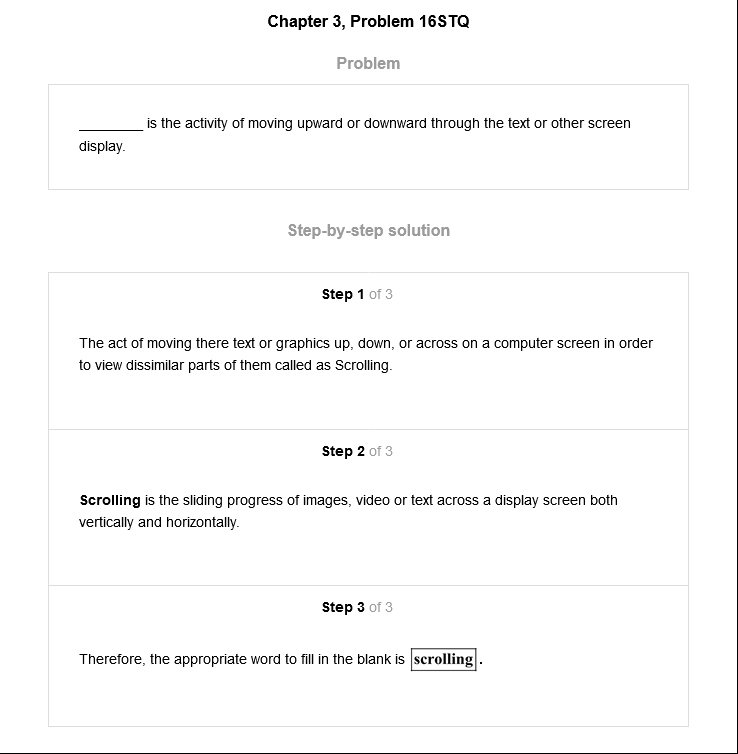 Chapter 3, Problem 16STQ
Problem
________ is the activity of moving upward or downward through the text or other screen
display.
Step-by-step solution
Step 1 of 3
The act of moving there text or graphics up, down, or across on a computer screen in order
to view dissimilar parts of them called as Scrolling.
Step 2 of 3
Scrolling is the sliding progress of images, video or text across a display screen both
vertically and horizontally.
Step 3 of 3
Therefore, the appropriate word to fill in the blank is scrolling.